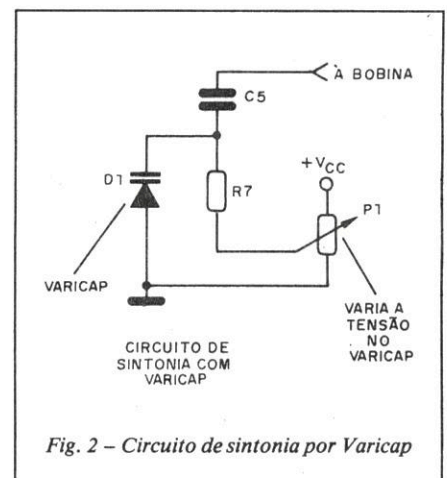 À BOBINA
C5
+VCC
D1
R7
P1
VARICAP
VARIA A
TENSÃO
NO
VARICAP
CIRCUITO DE
SINTONIA COM
VARICAP
Fig. 2 – Circuito de sintonia por Varicap